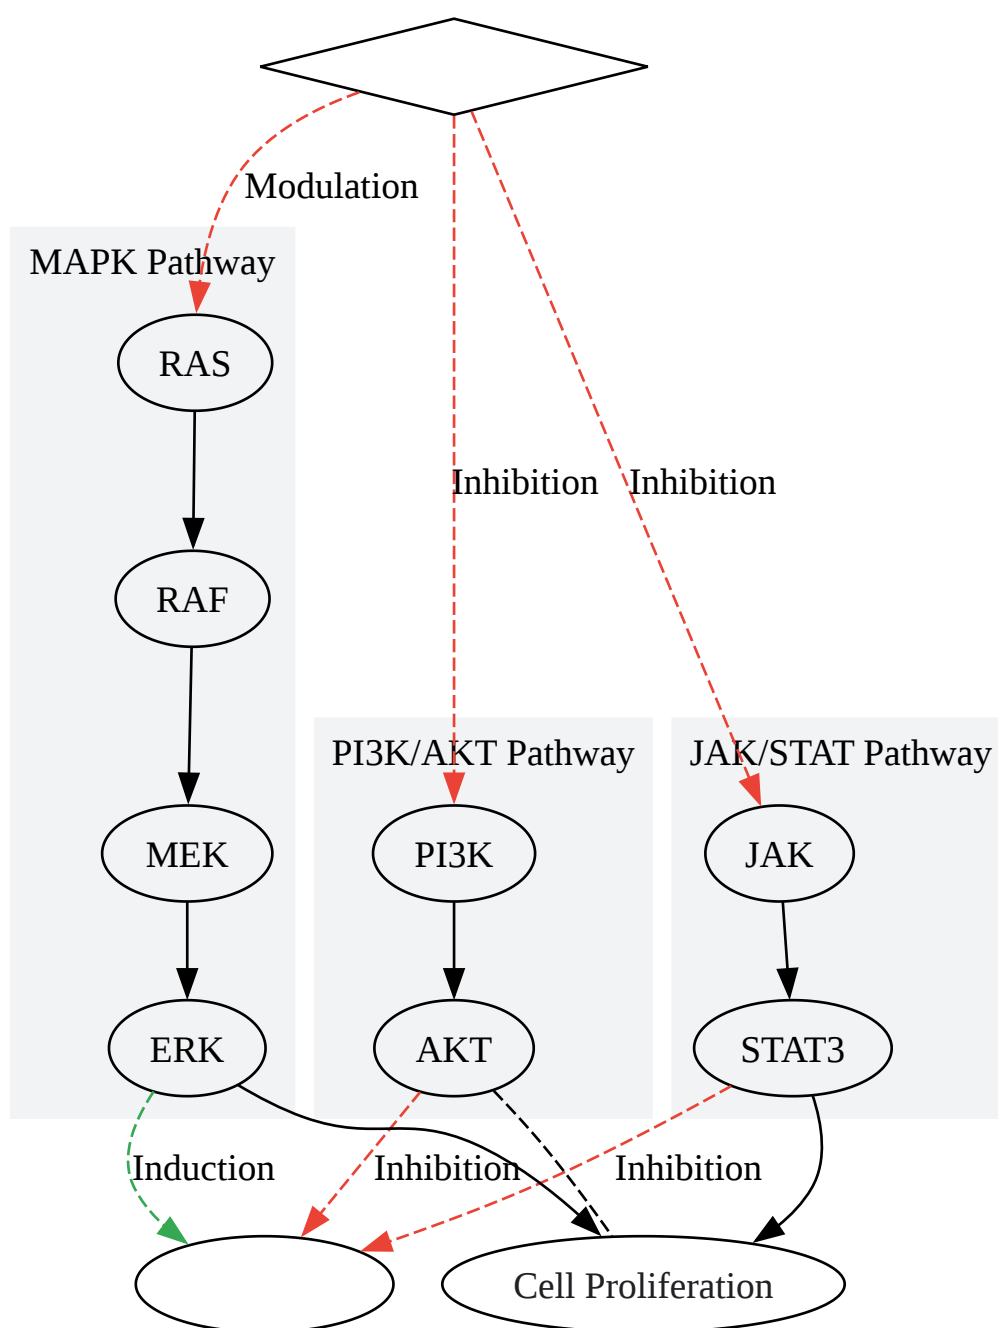 Modulation
MAPK Pathway
RAS
Inhibition
Inhibition
RAF
PI3K/AKT Pathway
JAK/STAT Pathway
MEK
PI3K
JAK
ERK
AKT
STAT3
Induction
Inhibition
Inhibition
Cell Proliferation